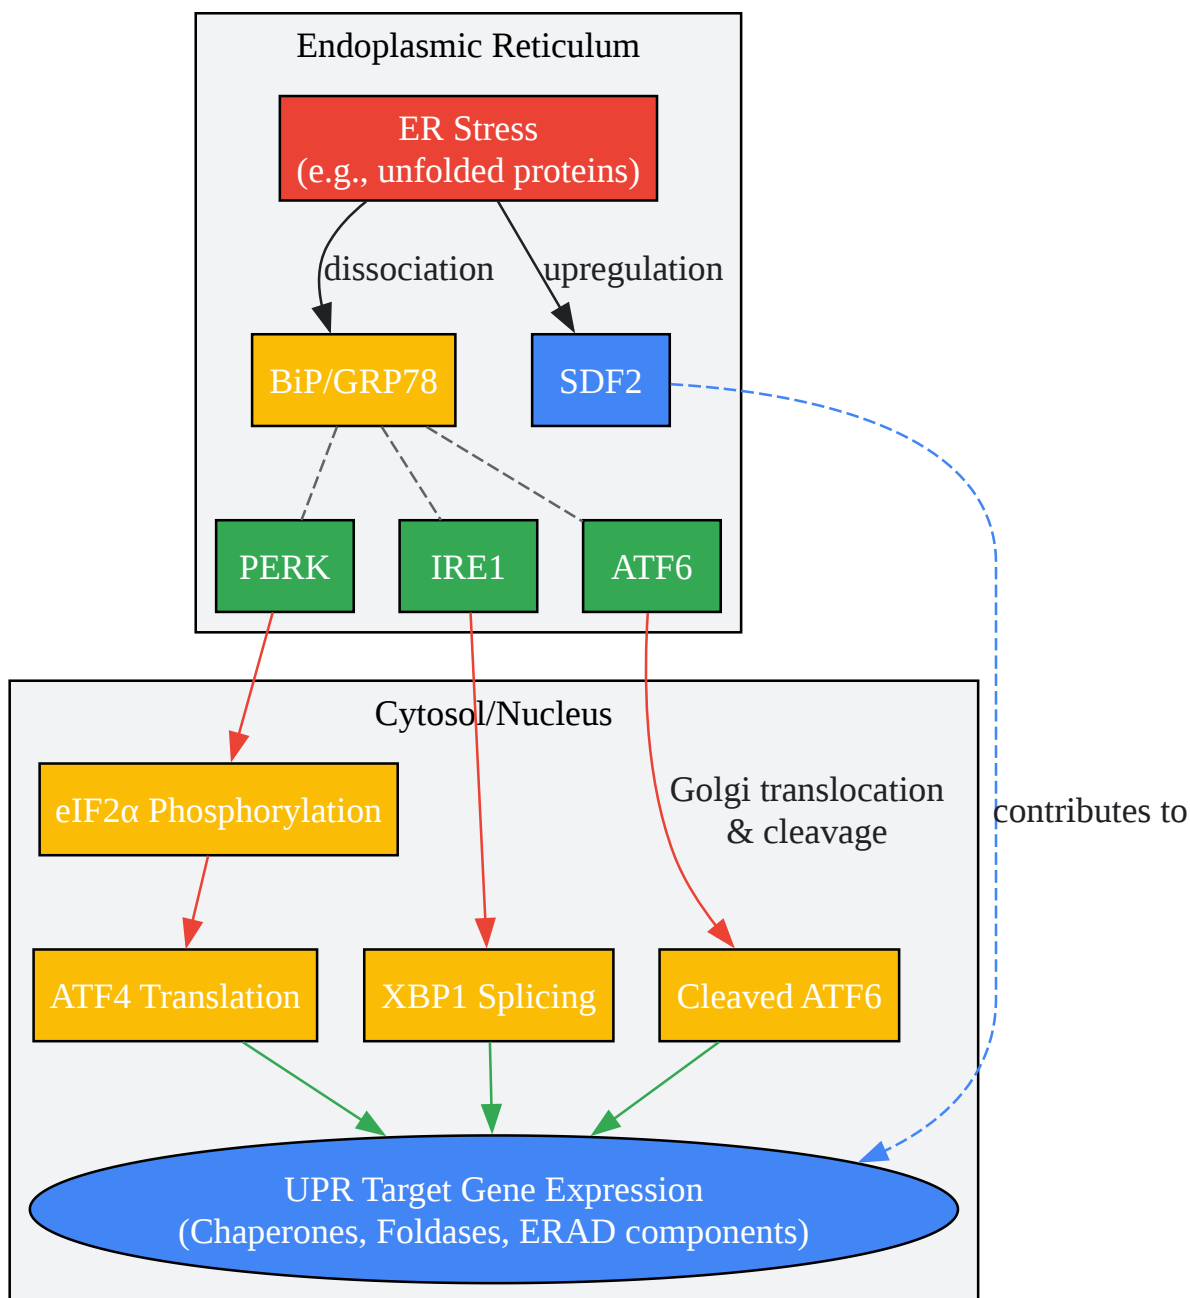 Endoplasmic Reticulum
ER Stress
(e.g., unfolded proteins)
dissociation
upregulation
BiP/GRP78
SDF2
PERK
IRE1
ATF6
Cytosol/Nucleus
Golgi translocation
& cleavage
contributes to
eIF2α Phosphorylation
ATF4 Translation
XBP1 Splicing
Cleaved ATF6
UPR Target Gene Expression
(Chaperones, Foldases, ERAD components)